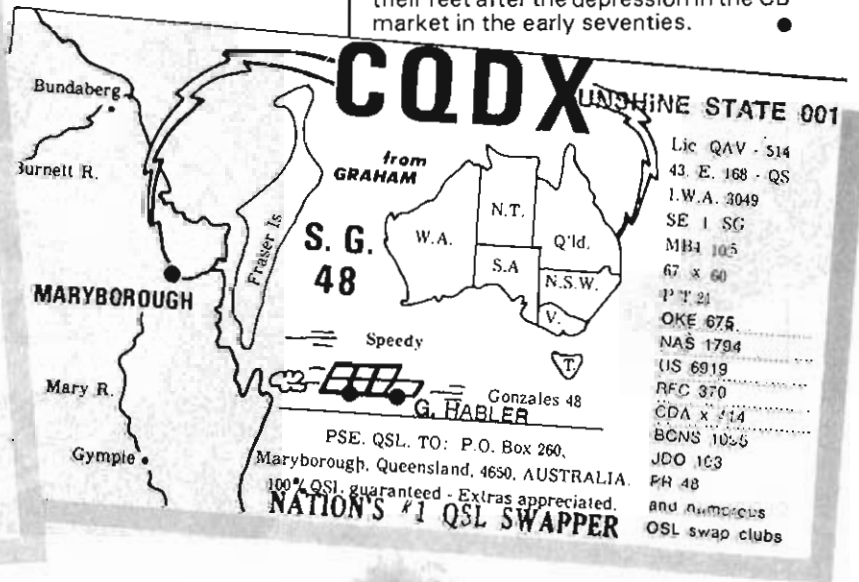 their feet after the depression in the CB
market in the early seventies.
CQDX
UNSHINE STATE 001
Bundaberg
Burnett R.
from
GRAHAM
Fraser Is
S. G.
48
MARYBOROUGH
W.A.
N.T.
Q'ld.
S.A
N.S.W.
V.
T.
Speedy
Gonzales 48
G. HABLER
Mary R.
Gympie
PSE. QSL. TO: P.O. Box 260,
Maryborough, Queensland, 4650, AUSTRALIA.
100% QSL guaranteed - Extras appreciated.
NATION'S #1 QSL SWAPPER
Lic QAV - 514
43. E. 168 - QS
I.W.A. 3049
SE 1 SG
MB4 105
67 x 60
P T 21
OKE 675
NAS 1794
US 6919
RFC 370
CDA x
BCNS
JDO 103
PH 48
and numerous
QSL swap clubs